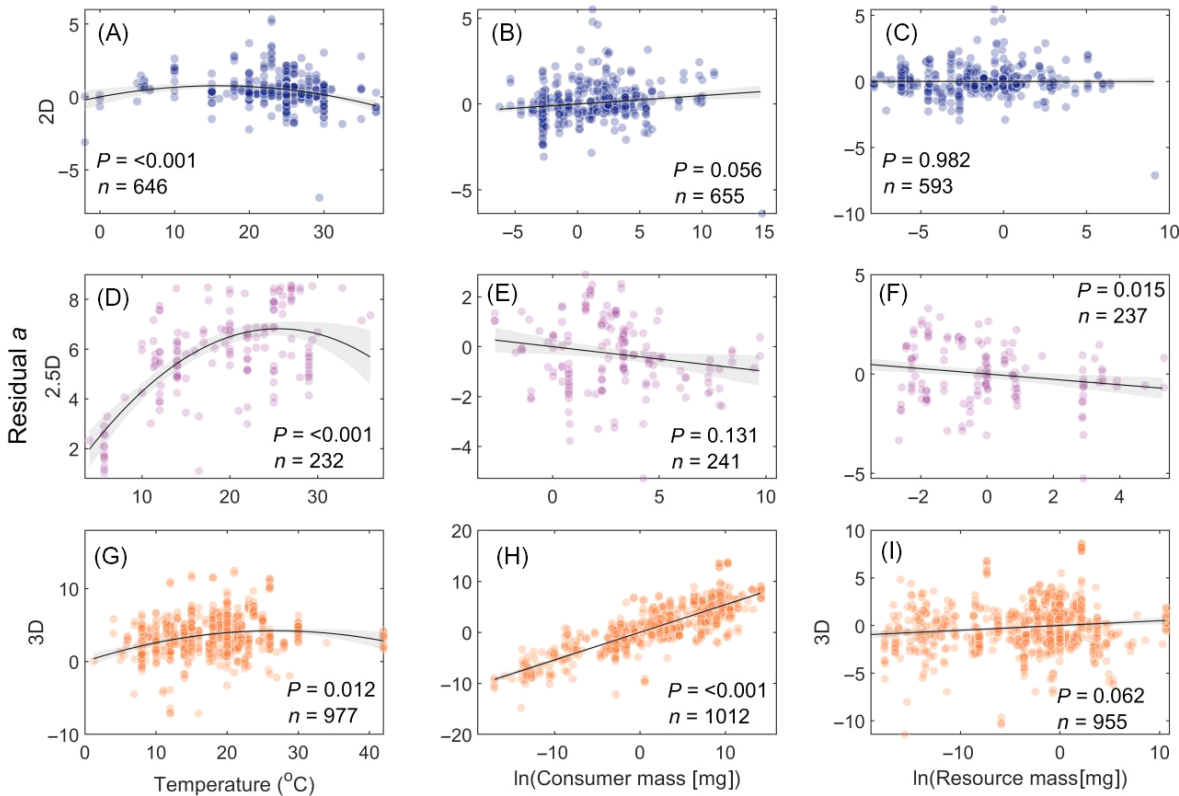 (A)
5
0
−5
2D
P = <0.001
n = 646
0
10
20
30
(B)
5
0
−5
P = 0.056
n = 655
−5
0
5
10
15
(C)
5
0
−5
−10
P = 0.982
n = 593
−5
0
5
10
(D)
8
6
4
2
2.5D
Residual a
P = <0.001
n = 232
10
20
30
(E)
2
0
−2
−4
P = 0.131
n = 241
0
5
10
(F)
5
0
−5
P = 0.015
n = 237
−2
0
2
4
(G)
10
0
−10
3D
P = 0.012
n = 977
0
10
20
30
40
Temperature (°C)
(H)
20
10
0
−10
−20
P = <0.001
n = 1012
−10
0
10
ln(Consumer mass [mg])
(I)
10
5
0
−5
−10
3D
P = 0.062
n = 955
−10
0
10
ln(Resource mass[mg])